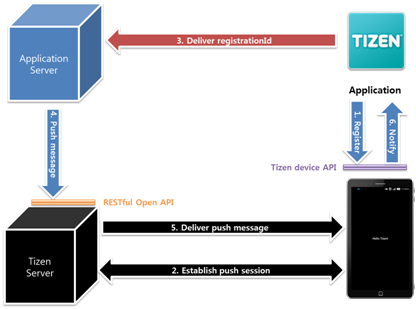 3. Deliver registrationId
TIZEN
Application
Server
Application
4. Push
message
1. Register
6. Notify
Tizen device API
RESTful Open API
Hello Tizen
5. Deliver push message
Tizen
Server
2. Establish push session